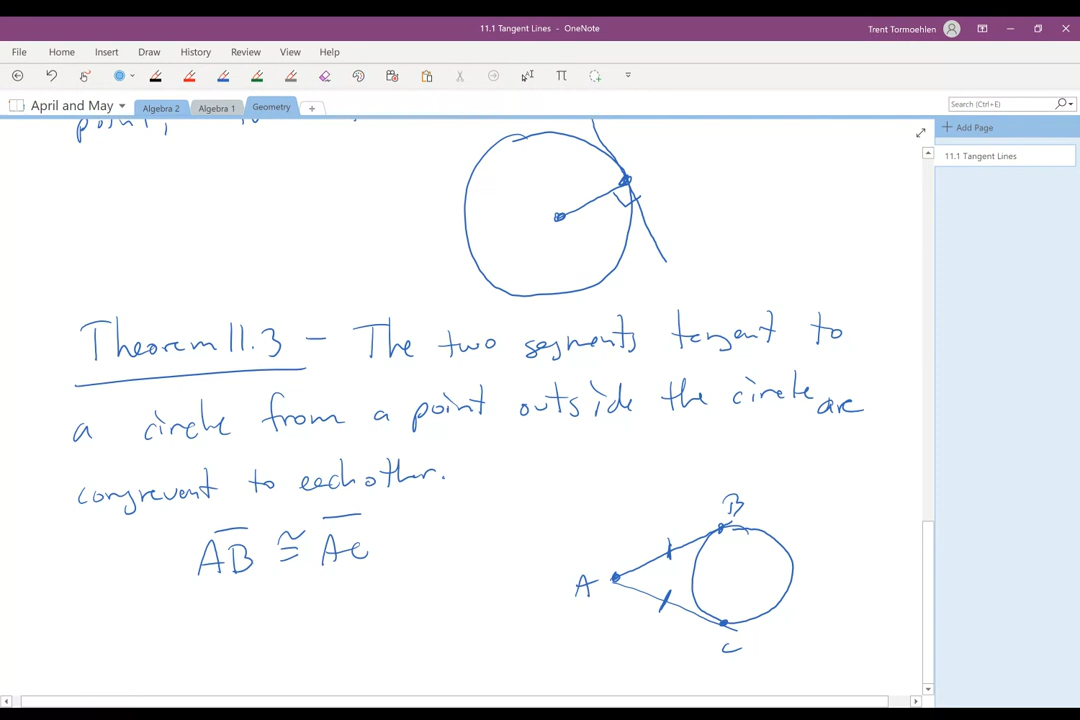 11.1 Tangent Lines - OneNote
Trent Tormoehlen
File Home Insert Draw History Review View Help
April and May Algebra 2 Algebra 1 Geometry
Search (Ctrl+E)
Add Page
11.1 Tangent Lines
point,
Theorem 11.3 – The two segments tangent to
a circle from a point outside the circle are
congruent to each other.
AB ≅ AC
B
A
C